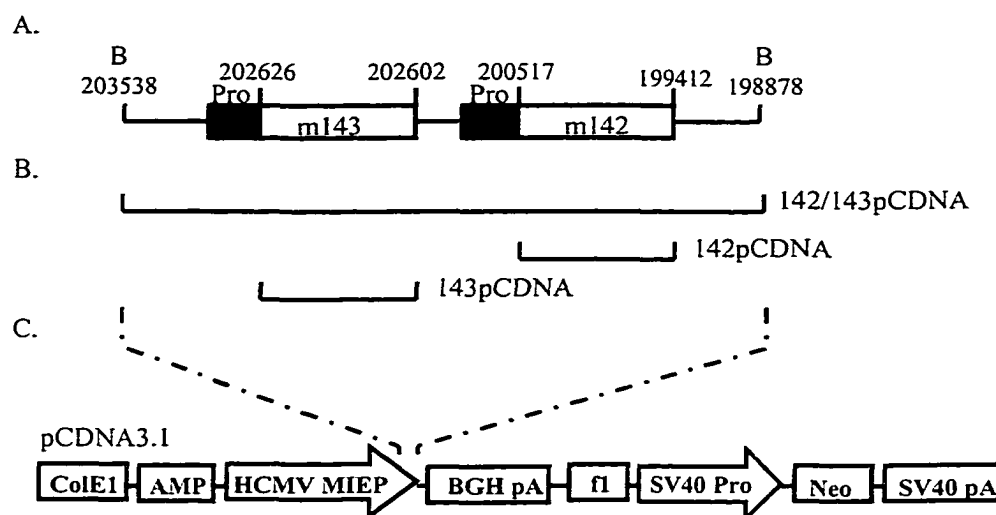 A.
B B
203538 202626 202602 200517 199412 198878
Pro Pro
m143 m142
B.
142/143pCDNA
142pCDNA
143pCDNA
C.
pCDNA3.1
ColE1 AMP HCMV MIEP BGH pA f1 SV40 Pro Neo SV40 pA